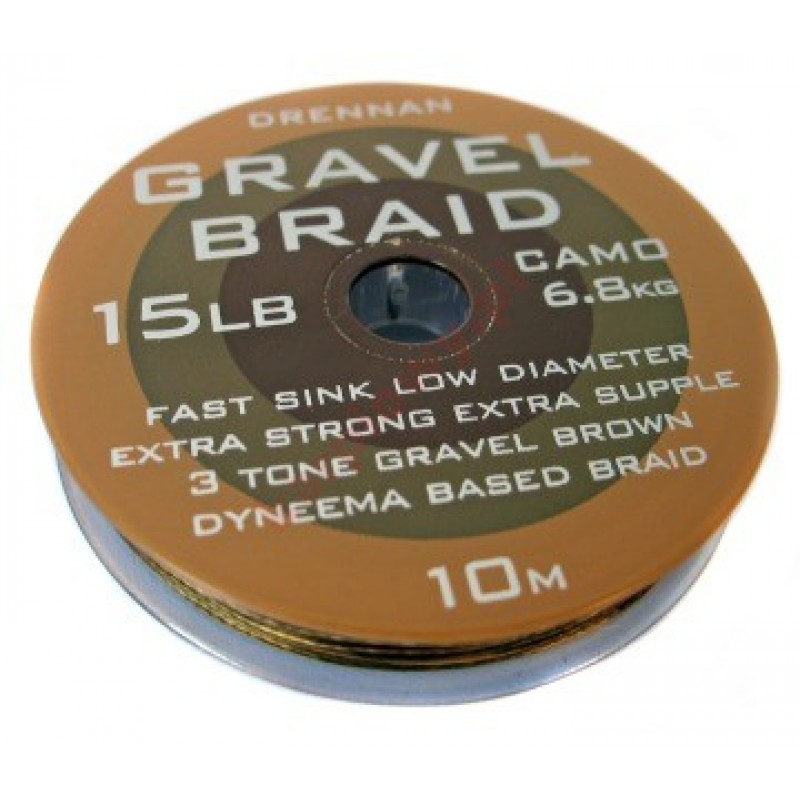 DRENNAN
GRAVEL
BRAID
CAMO
15LB 6.8KG
FAST SINK LOW DIAMETER
EXTRA STRONG EXTRA SUPPLE
3 TONE GRAVEL BROWN
DYNEEMA BASED BRAID
10M